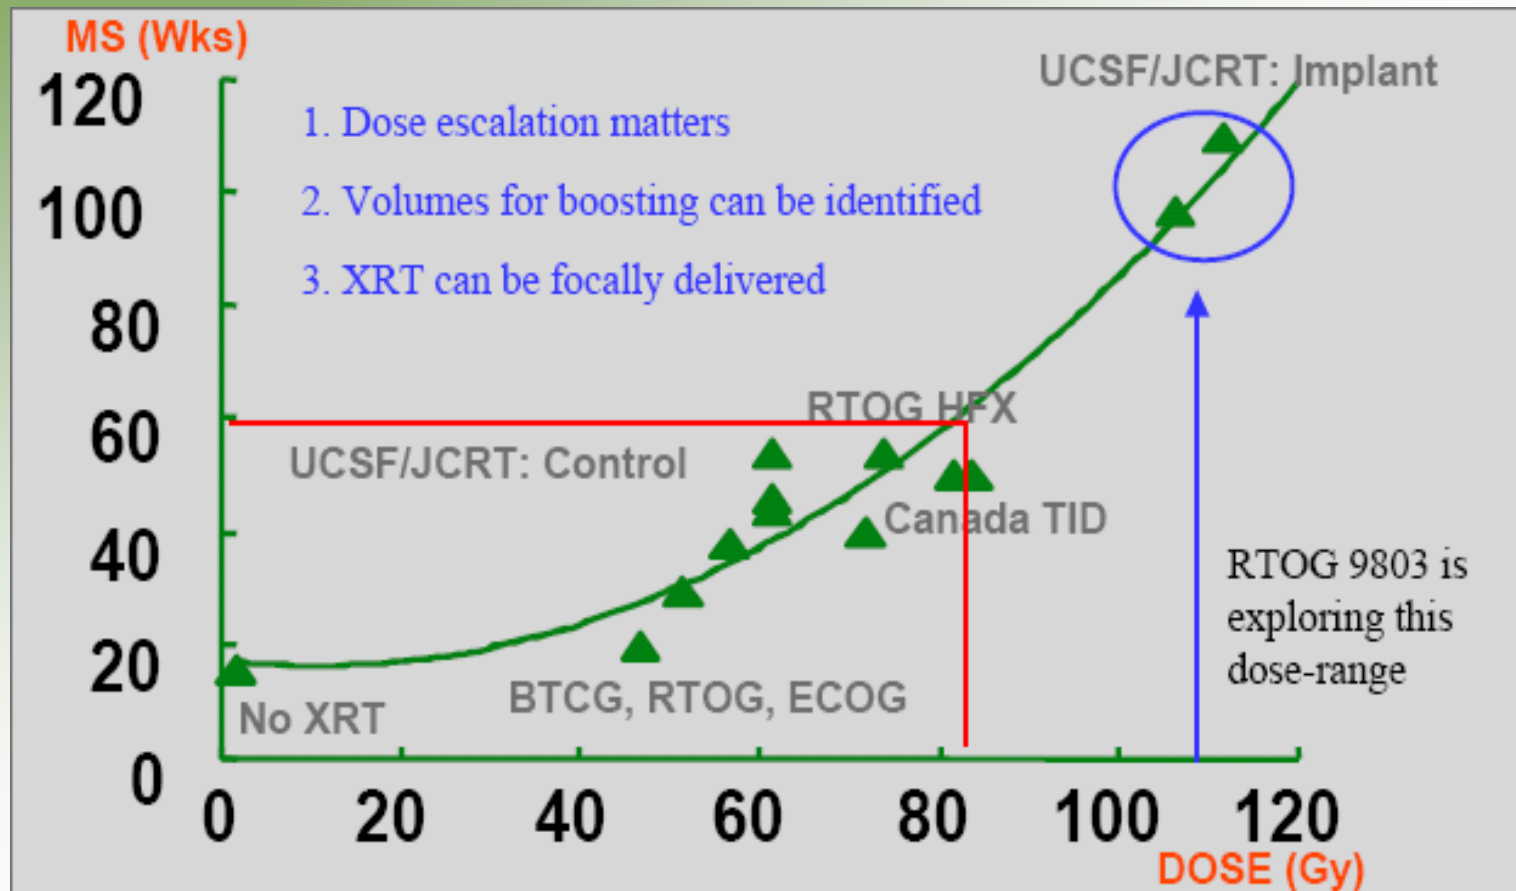 MS (Wks)
120
100
80
60
40
20
0
1. Dose escalation matters
2. Volumes for boosting can be identified
3. XRT can be focally delivered
UCSF/JCRT: Implant
RTOG HFX
UCSF/JCRT: Control
Canada TID
BTCG, RTOG, ECOG
No XRT
RTOG 9803 is
exploring this
dose-range
0 20 40 60 80 100 120
DOSE (Gy)